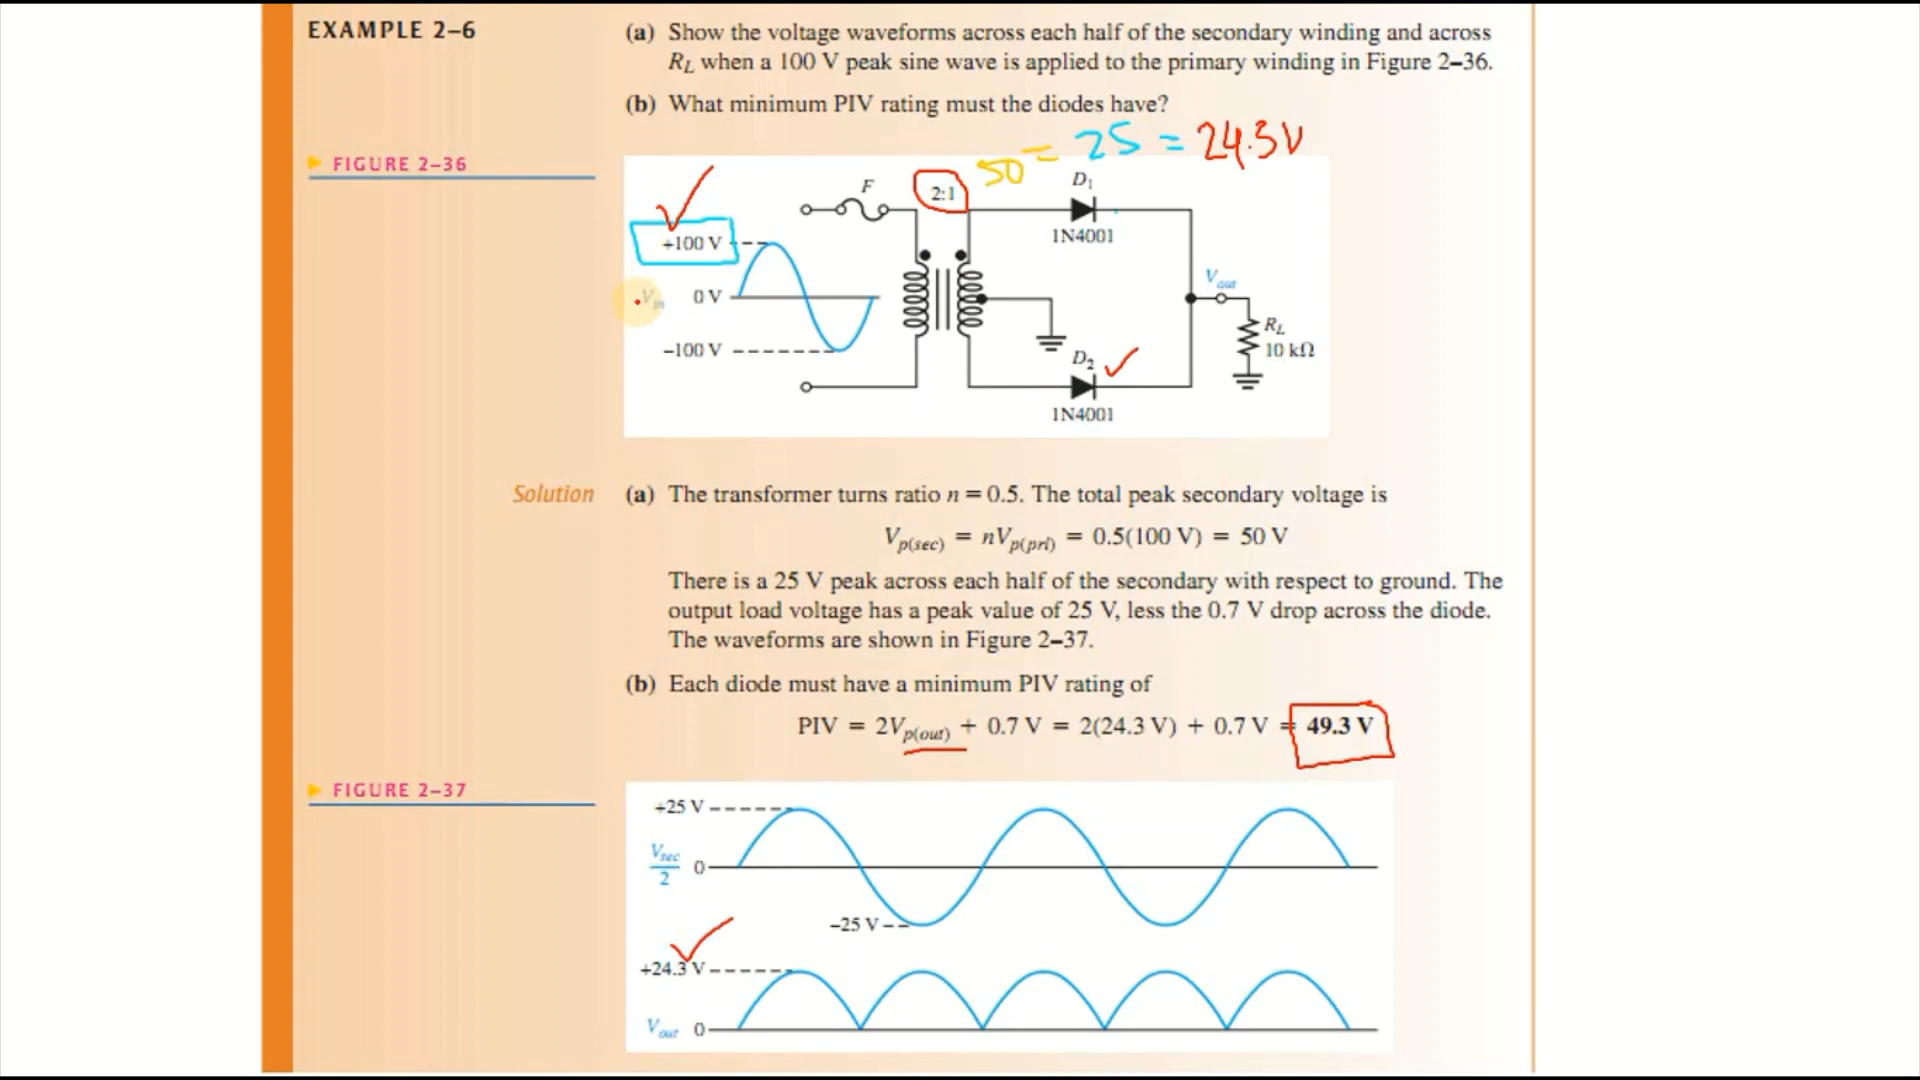 EXAMPLE 2–6
(a) Show the voltage waveforms across each half of the secondary winding and across
R_L when a 100 V peak sine wave is applied to the primary winding in Figure 2–36.
(b) What minimum PIV rating must the diodes have?
50 = 25 = 24.3V
► FIGURE 2–36
F
2:1
D₁
1N4001
+100 V
V_in 0 V
–100 V
V_out
R_L
10 kΩ
D₂
1N4001
Solution
(a) The transformer turns ratio n = 0.5. The total peak secondary voltage is
V_p(sec) = nV_p(pri) = 0.5(100 V) = 50 V
There is a 25 V peak across each half of the secondary with respect to ground. The
output load voltage has a peak value of 25 V, less the 0.7 V drop across the diode.
The waveforms are shown in Figure 2–37.
(b) Each diode must have a minimum PIV rating of
PIV = 2V_p(out) + 0.7 V = 2(24.3 V) + 0.7 V = 49.3 V
► FIGURE 2–37
+25 V
V_sec/2 0
–25 V
+24.3 V
V_out 0